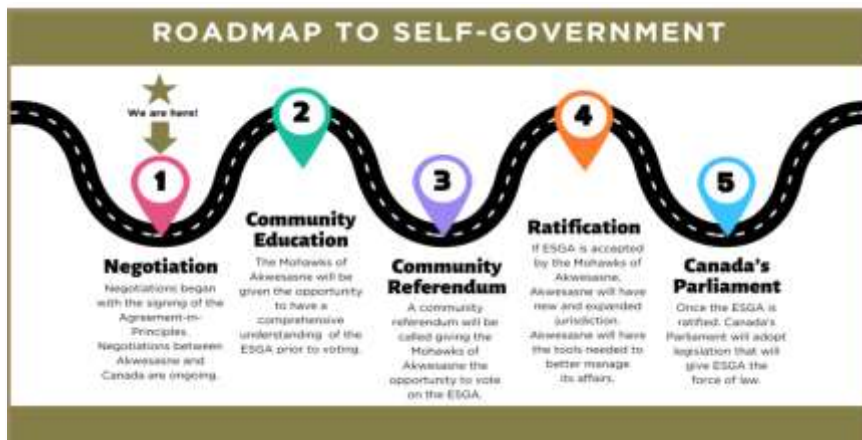 ROADMAP TO SELF-GOVERNMENT
We are here!
1
Negotiation
Negotiations began
with the signing of the
Agreement-in-
Principles.
Negotiations between
Akwesasne and
Canada are ongoing.
2
Community
Education
The Mohawks of
Akwesasne will be
given the opportunity
to have a
comprehensive
understanding of the
ESGA prior to voting.
3
Community
Referendum
A community
referendum will be
called giving the
Mohawks of
Akwesasne the
opportunity to vote
on the ESGA.
4
Ratification
If ESGA is accepted
by the Mohawks of
Akwesasne,
Akwesasne will have
new and expanded
jurisdiction.
Akwesasne will have
the tools needed to
better manage
its affairs.
5
Canada's
Parliament
Once the ESGA is
ratified. Canada's
Parliament will adopt
legislation that will
give ESGA the
force of law.